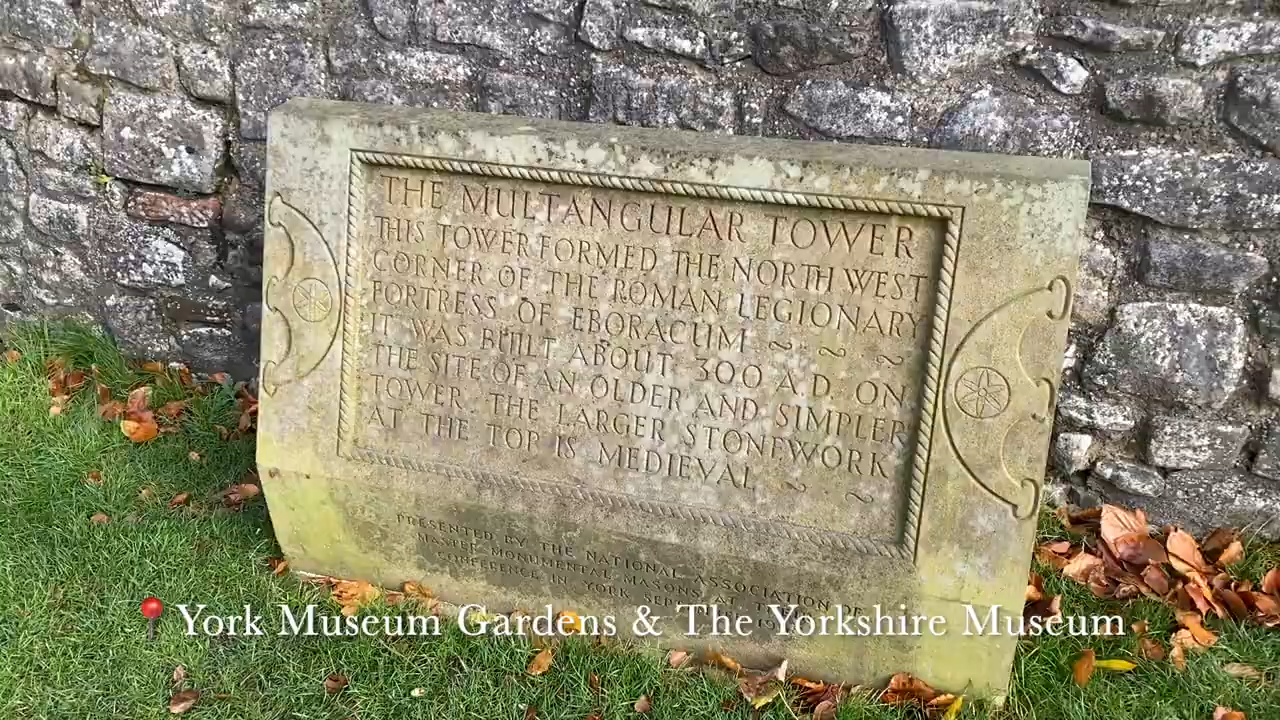 THE MULTANGULAR TOWER
THIS TOWER FORMED THE NORTH WEST
CORNER OF THE ROMAN LEGIONARY
FORTRESS OF EBORACUM ~ ~ ~
IT WAS BUILT ABOUT 300 A.D. ON
THE SITE OF AN OLDER AND SIMPLER
TOWER. THE LARGER STONEWORK
AT THE TOP IS MEDIEVAL ~ ~
PRESENTED BY THE NATIONAL ASSOCIATION OF
MASTER MONUMENTAL MASONS AT
CONFERENCE IN YORK
📍 York Museum Gardens & The Yorkshire Museum